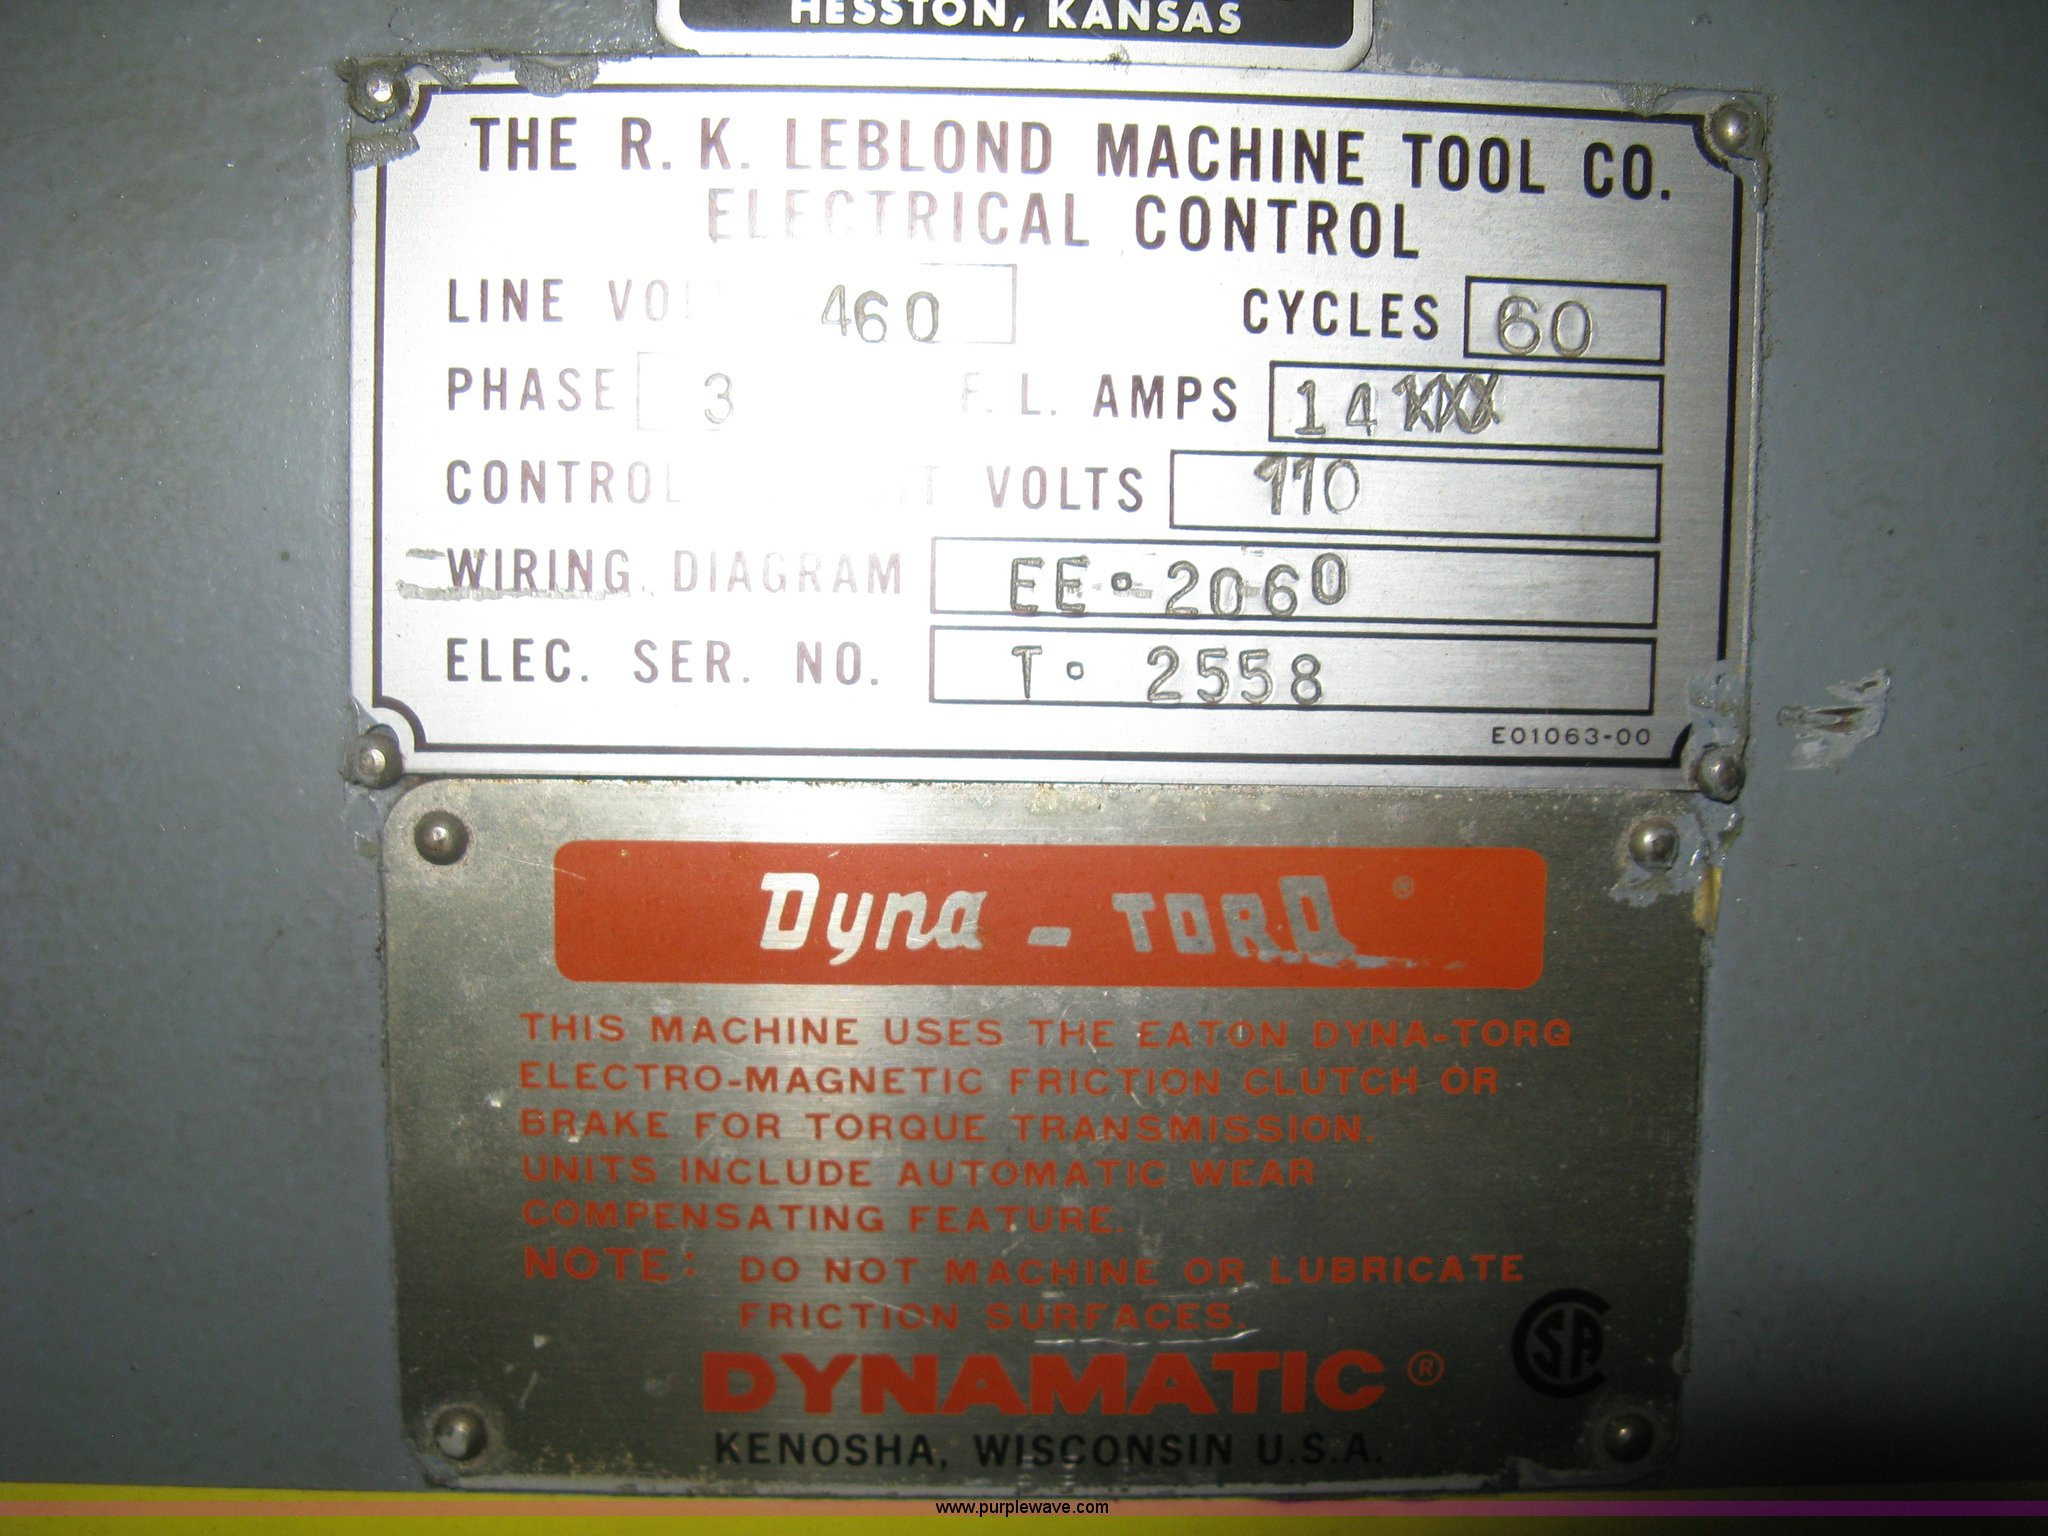 HESSTON, KANSAS
THE R. K. LEBLOND MACHINE TOOL CO.
ELECTRICAL CONTROL
LINE 460 CYCLES 60
PHASE 3 F. L. AMPS 14
VOLTS 110
WIRING DIAGRAM EE·2060
ELEC. SER. NO. T· 2558
E01063-00
Dyna - TORQ ®
THIS MACHINE USES THE EATON DYNA-TORQ
ELECTRO-MAGNETIC FRICTION CLUTCH OR
BRAKE FOR TORQUE TRANSMISSION.
UNITS INCLUDE AUTOMATIC WEAR
COMPENSATING FEATURE.
NOTE: DO NOT MACHINE OR LUBRICATE
FRICTION SURFACES.
SA
DYNAMATIC ®
KENOSHA, WISCONSIN U.S.A.
www.purplewave.com